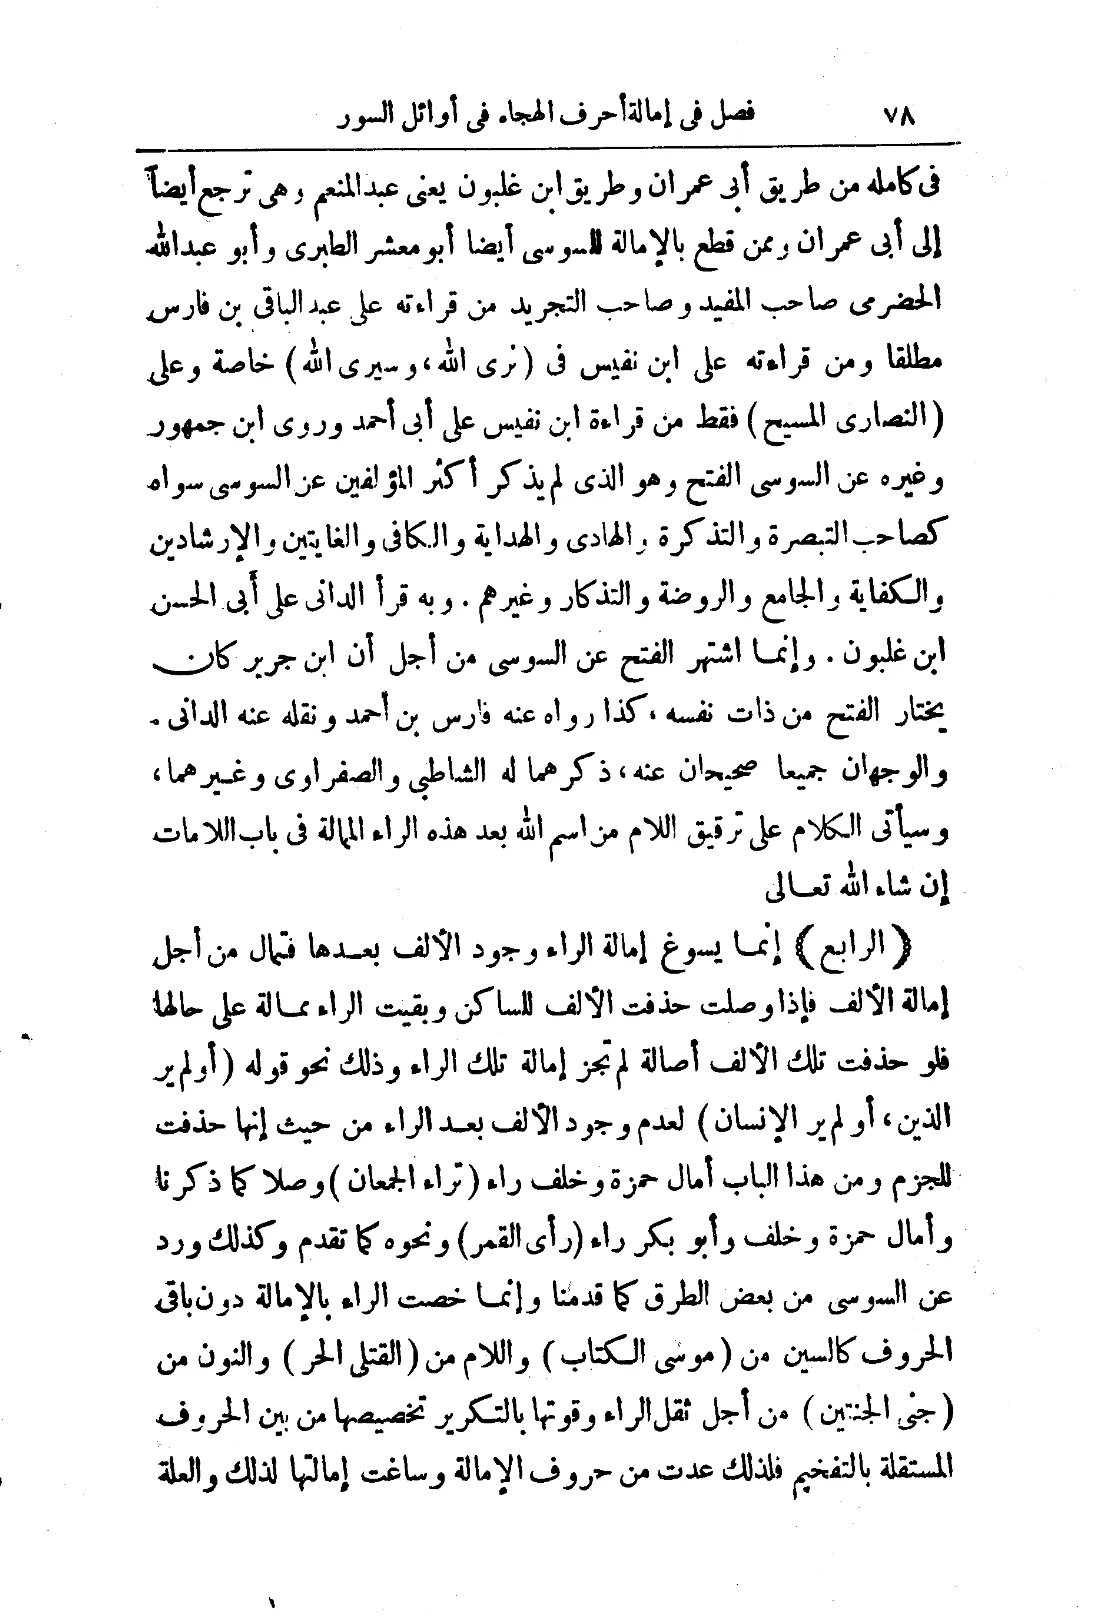 ٧٨ فصل فى إمالة أحرف الهجاء فى أوائل السور
فى كامله من طريق أبى عمران وطريق ابن غلبون يعنى عبد المنعم وهى ترجع أيضاً
إلى أبى عمران وممن قطع بالإمالة للسوسى أيضا أبو معشر الطبرى وأبو عبدالله
الحضرمى صاحب المفيد وصاحب التجريد من قراءته على عبد الباقى بن فارس
مطلقا ومن قراءته على ابن نفيس فى (نرى الله، وسيرى الله) خاصة وعلى
(النصارى المسيح) فقط من قراءة ابن نفيس على أبى أحمد وروى ابن جمهور
وغيره عن السوسى الفتح وهو الذى لم يذكر أكثر المؤلفين عن السوسى سواه
كصاحب التبصرة والتذكرة والهادى والهداية والكافى والغايتين والإرشادين
والكفاية والجامع والروضة والتذكار وغيرهم . وبه قرأ الدانى على أبى الحسن
ابن غلبون . وإنمـا اشتهر الفتح عن السوسى من أجل أن ابن جرير كان
يختار الفتح من ذات نفسه ، كذا رواه عنه فارس بن أحمد ونقله عنه الدانى .
والوجهان جميعا صحيحان عنه، ذكرهما له الشاطبى والصفراوى وغـيرهما،
وسيأتى الكلام على ترقيق اللام من اسم الله بعد هذه الراء الممالة فى باب اللامات
إن شاء الله تعـالى
﴿ الرابع ﴾ إنمـا يسوغ إمالة الراء وجود الألف بعـدها فتمال من أجل
إمالة الألف فإذا وصلت حذفت الألف للساكن وبقيت الراء ممـالة على حالها
فلو حذفت تلك الألف أصالة لم تجز إمالة تلك الراء وذلك نحو قوله (أولم ير
الذين، أو لم ير الإنسان) لعدم وجود الألف بعـد الراء من حيث إنها حذفت
للجزم ومن هذا الباب أمال حمزة وخلف راء (تراء الجمعان) وصلا كما ذكرنا
وأمال حمزة وخلف وأبو بكر راء (رأى القمر) ونحوه كما تقدم وكذلك ورد
عن السوسى من بعض الطرق كما قدمنا وإنمـا خصت الراء بالإمالة دون باقى
الحروف كالسين من (موسى الكتاب) واللام من (القتلى الحر) والنون من
(جنى الجنتين) من أجل ثقل الراء وقوتها بالتكرير تخصيصها من بين الحروف
المستقلة بالتفخيم فلذلك عدت من حروف الإمالة وساغت إمالتها لذلك والعلة